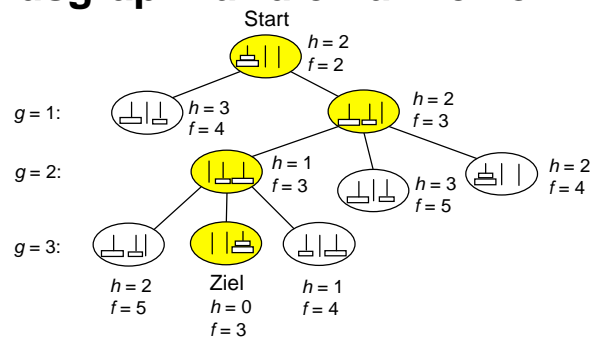 Start
h = 2
f = 2
g = 1:
h = 3
f = 4
h = 2
f = 3
g = 2:
h = 1
f = 3
h = 3
f = 5
h = 2
f = 4
g = 3:
h = 2
f = 5
Ziel
h = 0
f = 3
h = 1
f = 4